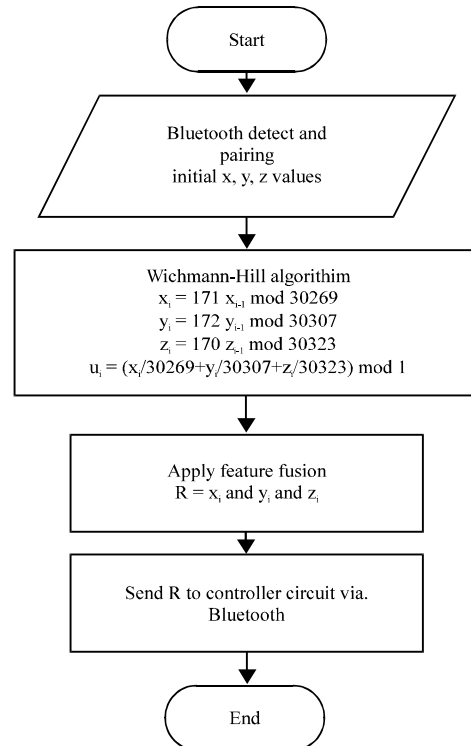 Start
Bluetooth detect and
pairing
initial x, y, z values
Wichmann-Hill algorithim
xᵢ = 171 xᵢ₋₁ mod 30269
yᵢ = 172 yᵢ₋₁ mod 30307
zᵢ = 170 zᵢ₋₁ mod 30323
uᵢ = (xᵢ/30269+yᵢ/30307+zᵢ/30323) mod 1
Apply feature fusion
R = xᵢ and yᵢ and zᵢ
Send R to controller circuit via.
Bluetooth
End